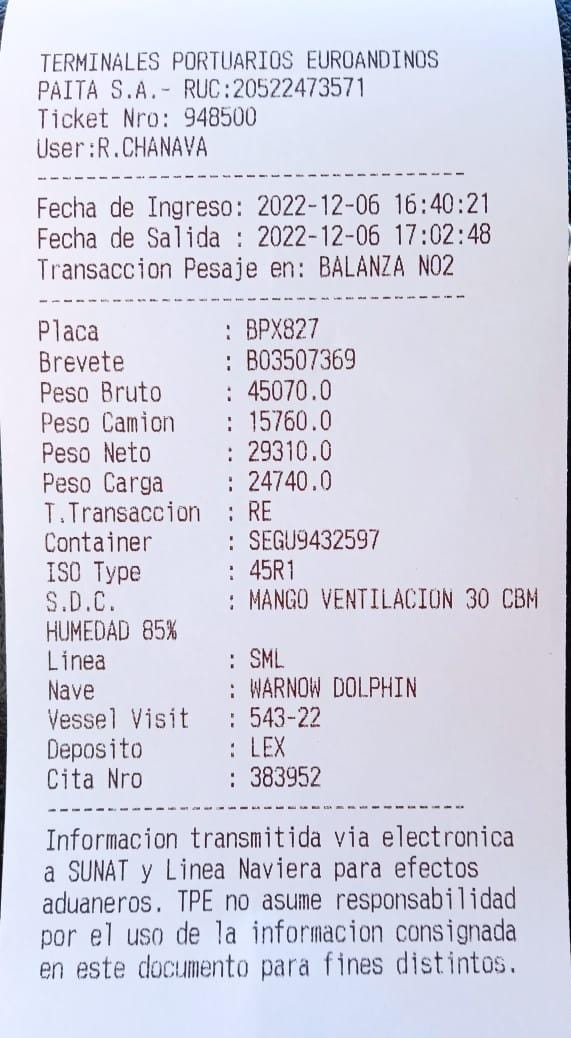 TERMINALES PORTUARIOS EUROANDINOS
PAITA S.A.- RUC:20522473571
Ticket Nro: 948500
User:R.CHANAVA
---------------------------------
Fecha de Ingreso: 2022-12-06 16:40:21
Fecha de Salida : 2022-12-06 17:02:48
Transaccion Pesaje en: BALANZA NO2
---------------------------------
Placa : BPX827
Brevete : B03507369
Peso Bruto : 45070.0
Peso Camion : 15760.0
Peso Neto : 29310.0
Peso Carga : 24740.0
T.Transaccion : RE
Container : SEGU9432597
ISO Type : 45R1
S.D.C. : MANGO VENTILACION 30 CBM
HUMEDAD 85%
Linea : SML
Nave : WARNOW DOLPHIN
Vessel Visit : 543-22
Deposito : LEX
Cita Nro : 383952
---------------------------------
Informacion transmitida via electronica
a SUNAT y Linea Naviera para efectos
aduaneros. TPE no asume responsabilidad
por el uso de la informacion consignada
en este documento para fines distintos.